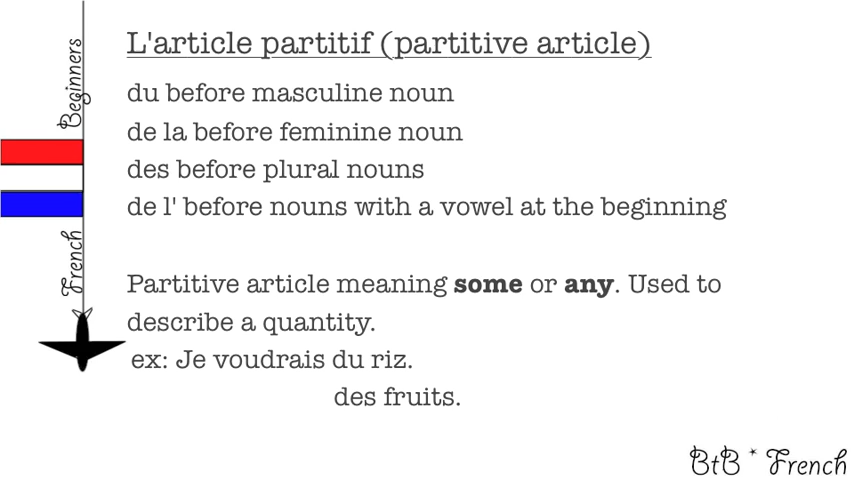 L'article partitif (partitive article)
du before masculine noun
de la before feminine noun
des before plural nouns
de l' before nouns with a vowel at the beginning
Partitive article meaning some or any. Used to
describe a quantity.
ex: Je voudrais du riz.
des fruits.
Beginners
French
BtB * French